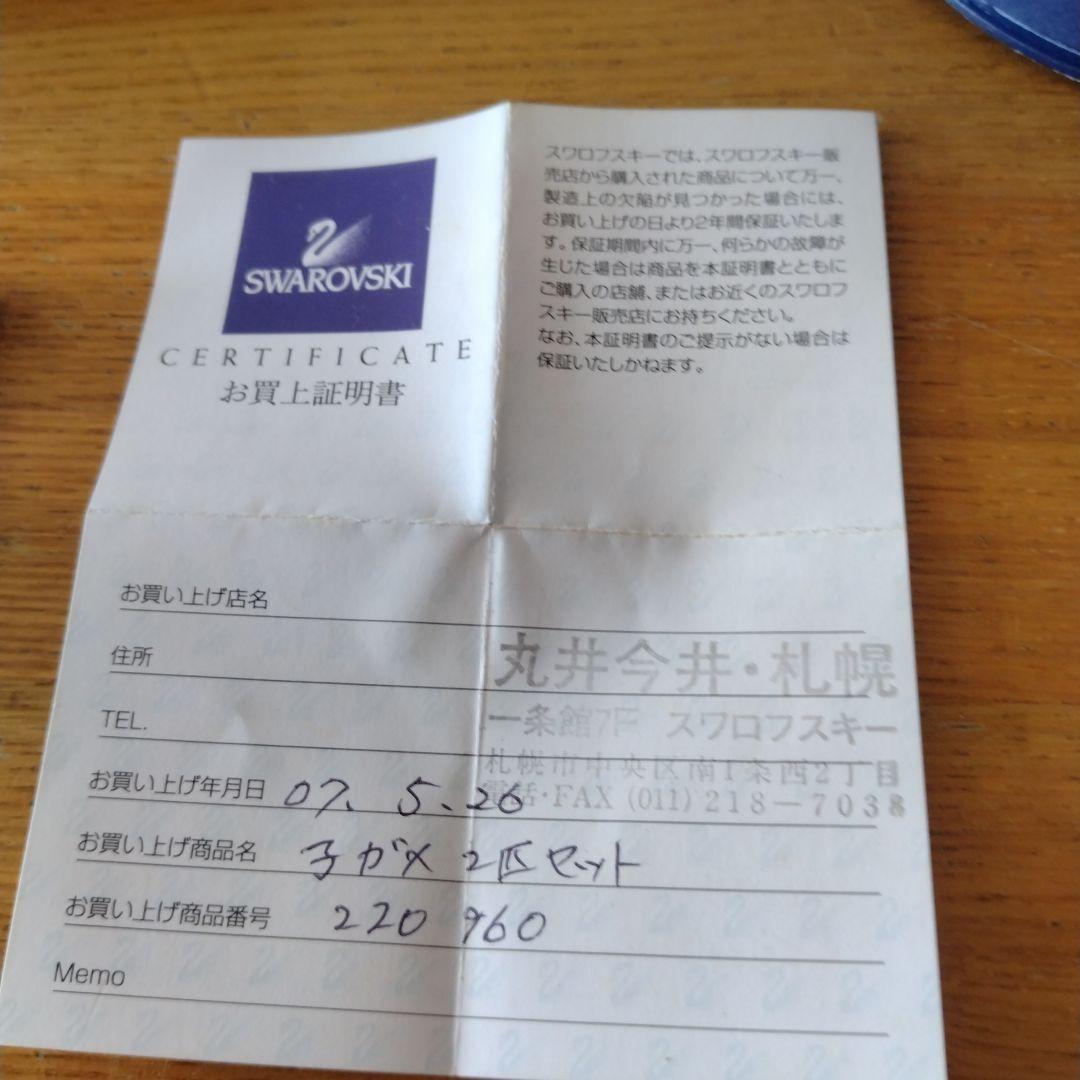 SWAROVSKI
CERTIFICATE
お買上証明書
スワロフスキーでは、スワロフスキー販
売店から購入された商品について万一、
製造上の欠陥が見つかった場合には、
お買い上げの日より2年間保証いたしま
す。保証期間内に万一、何らかの故障が
生じた場合は商品を本証明書とともに
ご購入の店舗、またはお近くのスワロフ
スキー販売店にお持ちください。
なお、本証明書のご提示がない場合は
保証いたしかねます。
お買い上げ店名
住所
丸井今井・札幌
TEL.
一条館7F スワロフスキー
札幌市中央区南1条西2丁目
電話・FAX (011) 218-7038
お買い上げ年月日 07. 5. 26
お買い上げ商品名 子ガメ 2匹セット
お買い上げ商品番号 220 960
Memo